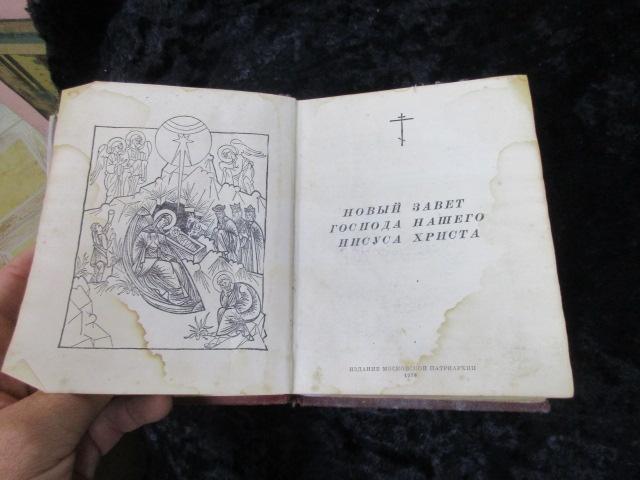 НОВЫЙ ЗАВЕТ
ГОСПОДА НАШЕГО
ИИСУСА ХРИСТА
ИЗДАНИЕ МОСКОВСКОЙ ПАТРИАРХИИ